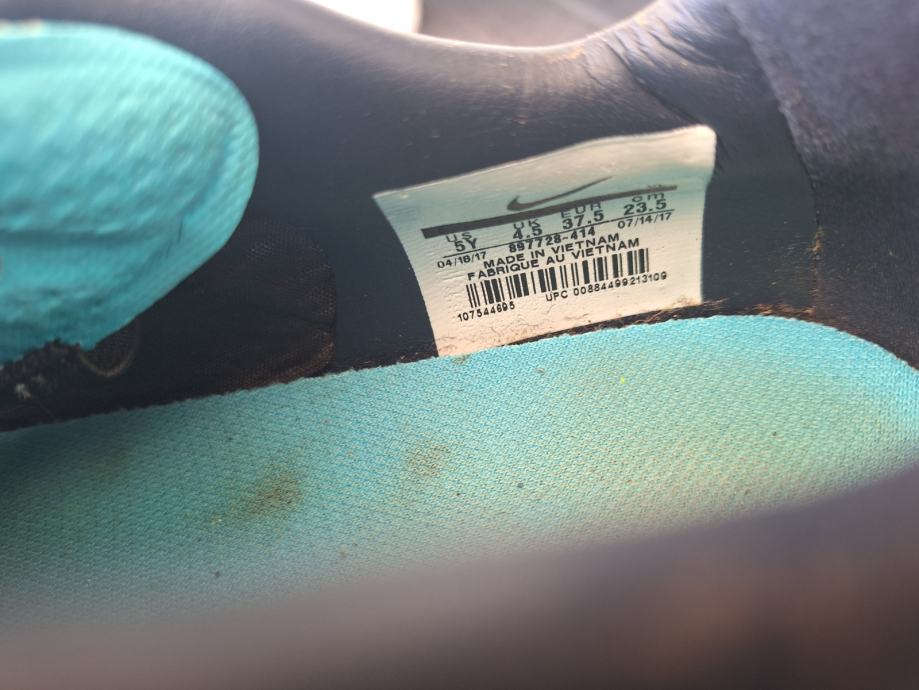 US UK EUR cm
5Y 4.5 37.5 23.5
04/18/17 897728-414 07/14/17
MADE IN VIETNAM
FABRIQUE AU VIETNAM
107544695 UPC 00884499213109